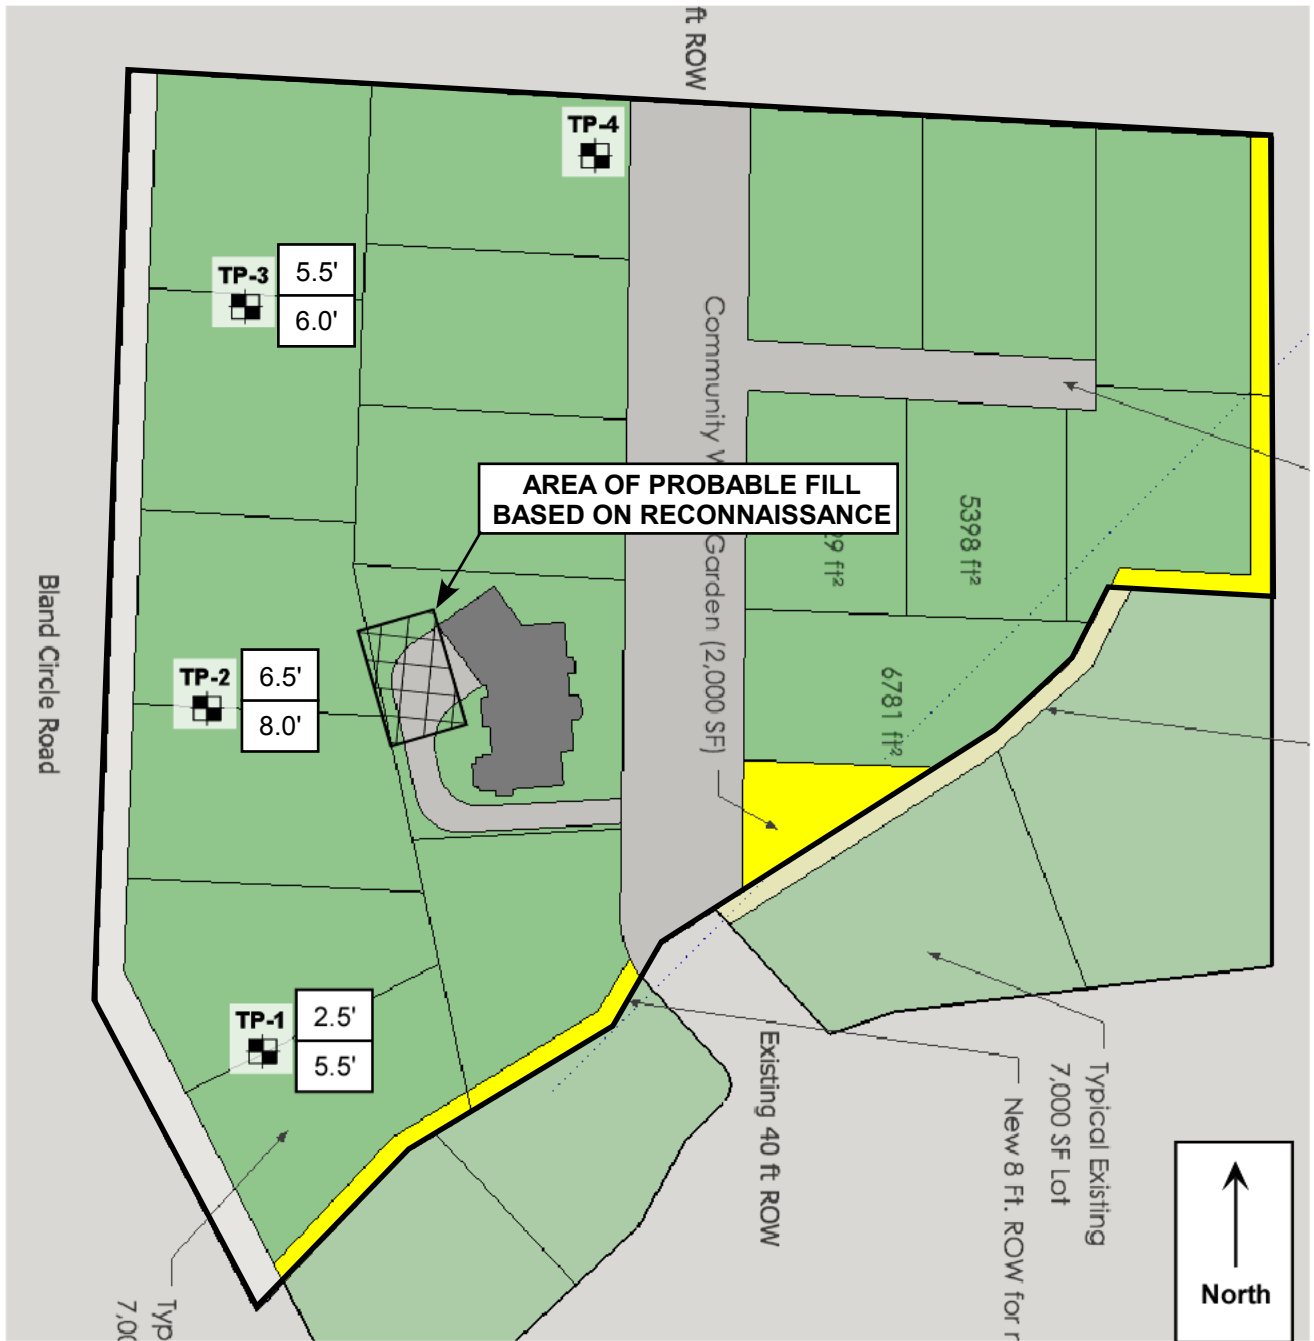 ft ROW
TP-4
TP-3
5.5'
6.0'
Community
Garden (2,000 SF)
AREA OF PROBABLE FILL
BASED ON RECONNAISSANCE
ft²
5398 ft²
6781 ft²
Bland Circle Road
TP-2
6.5'
8.0'
TP-1
2.5'
5.5'
Existing 40 ft ROW
New 8 Ft. ROW for
Typical Existing
7,000 SF Lot
North